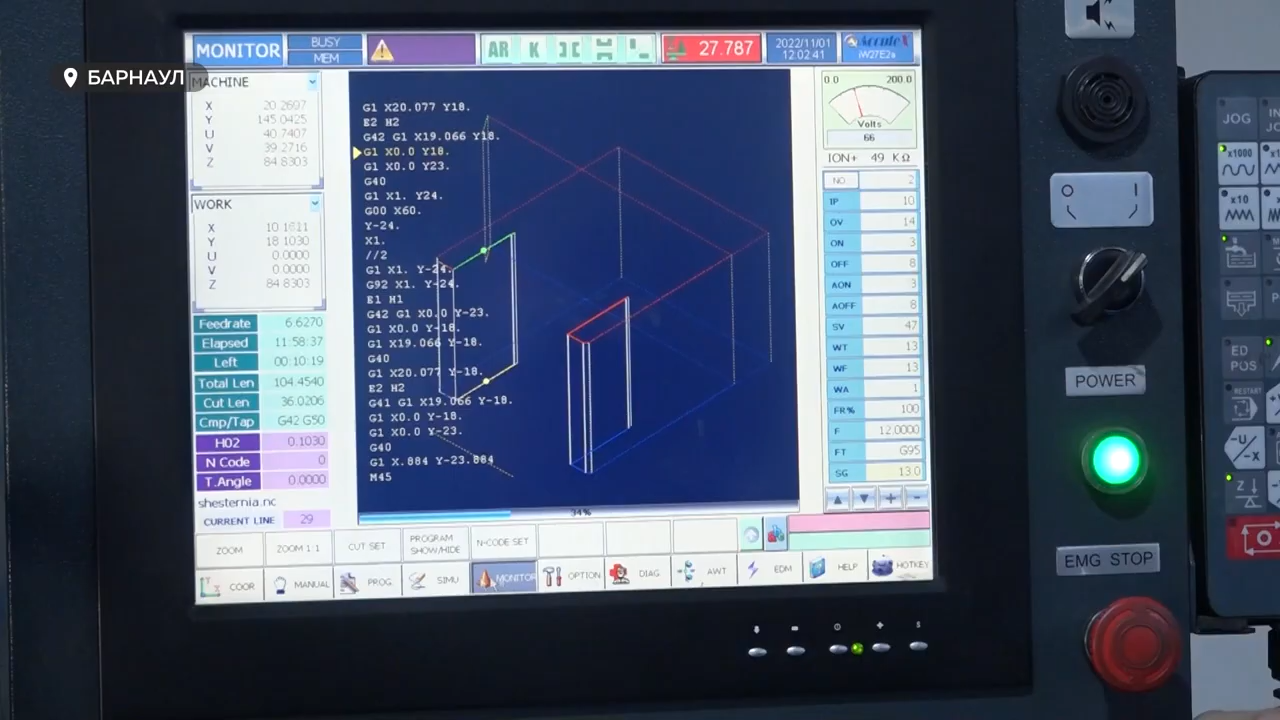 БАРНАУЛ
MONITOR
BUSY
MEM
AR K
27.787
2022/11/01
12:02:41
AccuteX
iW27E2a
MACHINE
X 20.2697
Y 145.0425
U 40.7407
V 39.2716
Z 84.8303
WORK
X 10.1611
Y 18.1030
U 0.0000
V 0.0000
Z 84.8303
Feedrate 6.6270
Elapsed 11:58:37
Left 00:10:19
Total Len 104.4540
Cut Len 36.0206
Cmp/Tap G42 G50
H02 0.1030
N Code 0
T.Angle 0.0000
shesternia.nc
CURRENT LINE 29
G1 X20.077 Y18.
E2 H2
G42 G1 X19.066 Y18.
G1 X0.0 Y18.
G1 X0.0 Y23.
G40
G1 X1. Y24.
G00 X60.
Y-24.
X1.
//2
G1 X1. Y-24.
G92 X1. Y-24.
E1 H1
G42 G1 X0.0 Y-23.
G1 X0.0 Y-18.
G1 X19.066 Y-18.
G40
G1 X20.077 Y-18.
E2 H2
G41 G1 X19.066 Y-18.
G1 X0.0 Y-18.
G1 X0.0 Y-23.
G40
G1 X.884 Y-23.884
M45
34%
0.0 200.0
Volts
66
ION+ 49 KΩ
NO 2
IP 10
OV 14
ON 3
OFF 8
AON 3
AOFF 8
SV 47
WT 13
WF 13
WA 1
FR% 100
F 12.0000
FT G95
SG 13.0
ZOOM
ZOOM 1:1
CUT SET
PROGRAM
SHOW/HIDE
N-CODE SET
COOR
MANUAL
PROG.
SIMU
MONITOR
OPTION
DIAG
AWT
EDM
HELP
HOTKEY
POWER
EMG STOP
JOG
x1000
x10
ED
POS
RESTART
-U/-X
Z